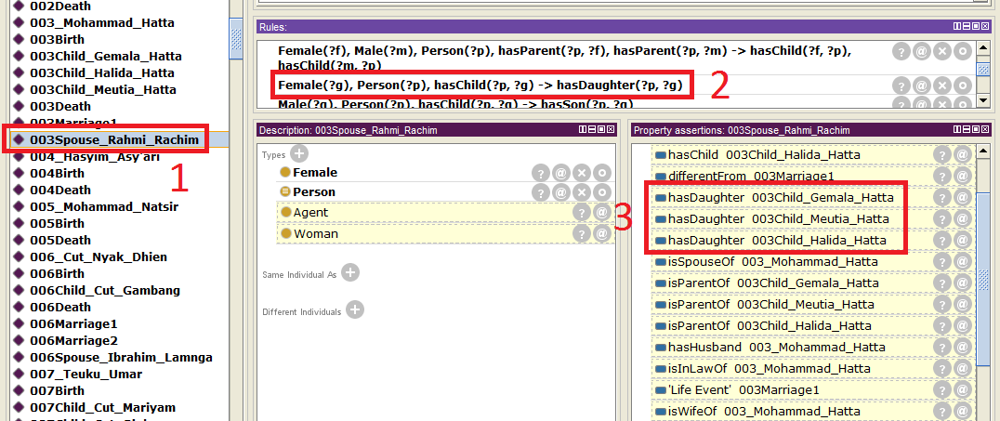 002Death
003_Mohammad_Hatta
003Birth
003Child_Gemala_Hatta
003Child_Halida_Hatta
003Child_Meutia_Hatta
003Death
003Marriage1
003Spouse_Rahmi_Rachim
1
004_Hasyim_Asy'ari
004Birth
004Death
005_Mohammad_Natsir
005Birth
005Death
006_Cut_Nyak_Dhien
006Birth
006Child_Cut_Gambang
006Death
006Marriage1
006Marriage2
006Spouse_Ibrahim_Lamnga
007_Teuku_Umar
007Birth
007Child_Cut_Mariyam
Rules:
Female(?f), Male(?m), Person(?p), hasParent(?p, ?f), hasParent(?p, ?m) -> hasChild(?f, ?p),
hasChild(?m, ?p)
Female(?g), Person(?p), hasChild(?p, ?g) -> hasDaughter(?p, ?g)
2
Male(?g), Person(?p), hasChild(?p, ?g) -> hasSon(?p, ?g)
Description: 003Spouse_Rahmi_Rachim
Types
Female
Person
Agent
Woman
Same Individual As
Different Individuals
3
Property assertions: 003Spouse_Rahmi_Rachim
hasChild 003Child_Halida_Hatta
differentFrom 003Marriage1
hasDaughter 003Child_Gemala_Hatta
hasDaughter 003Child_Meutia_Hatta
hasDaughter 003Child_Halida_Hatta
isSpouseOf 003_Mohammad_Hatta
isParentOf 003Child_Gemala_Hatta
isParentOf 003Child_Meutia_Hatta
isParentOf 003Child_Halida_Hatta
hasHusband 003_Mohammad_Hatta
isInLawOf 003_Mohammad_Hatta
'Life Event' 003Marriage1
isWifeOf 003_Mohammad_Hatta